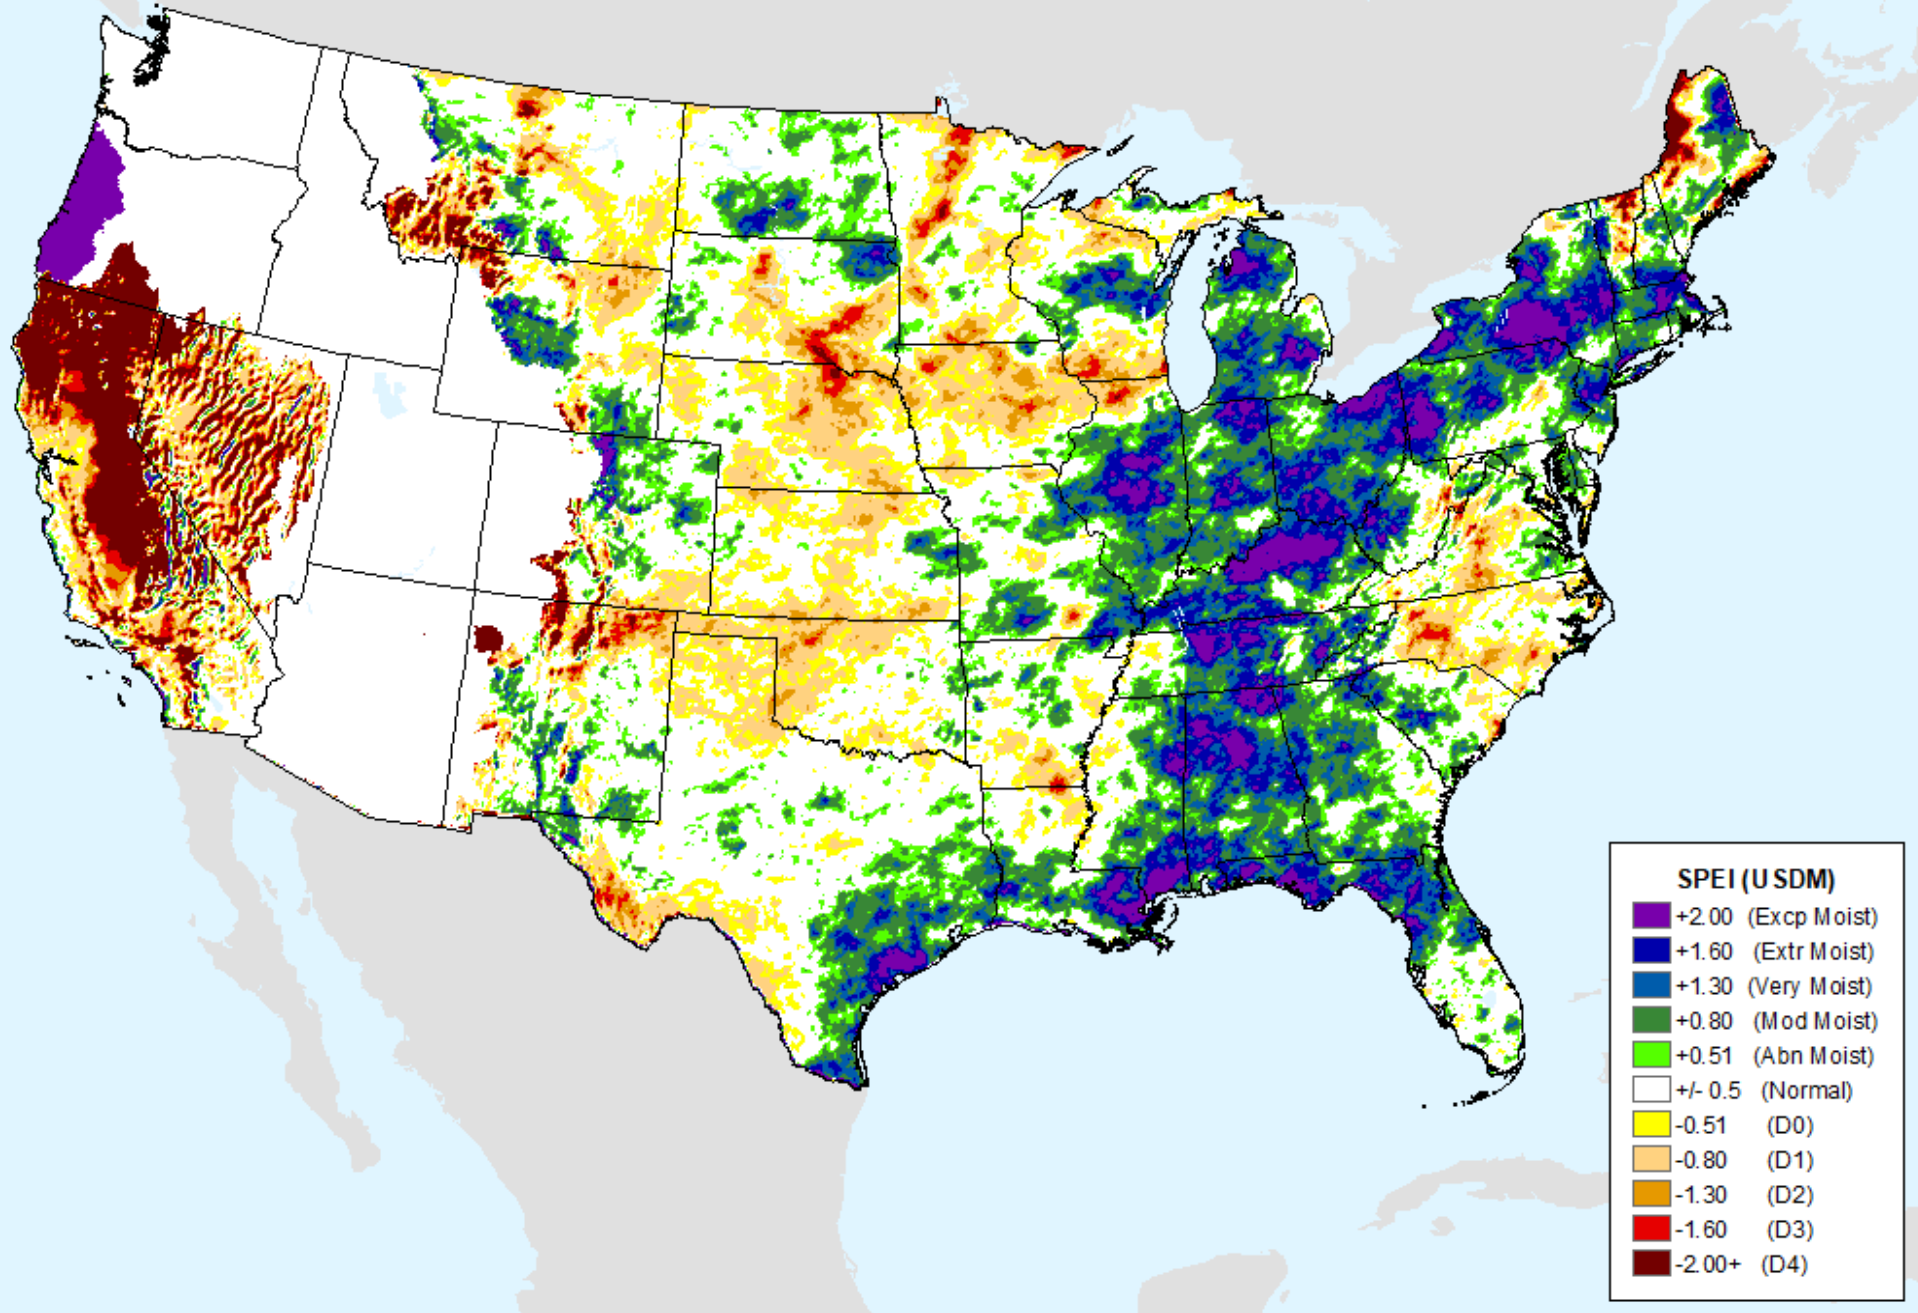 SPEI (USDM)
+2.00 (Excp Moist)
+1.60 (Extr Moist)
+1.30 (Very Moist)
+0.80 (Mod Moist)
+0.51 (Abn Moist)
+/- 0.5 (Normal)
-0.51 (D0)
-0.80 (D1)
-1.30 (D2)
-1.60 (D3)
-2.00+ (D4)